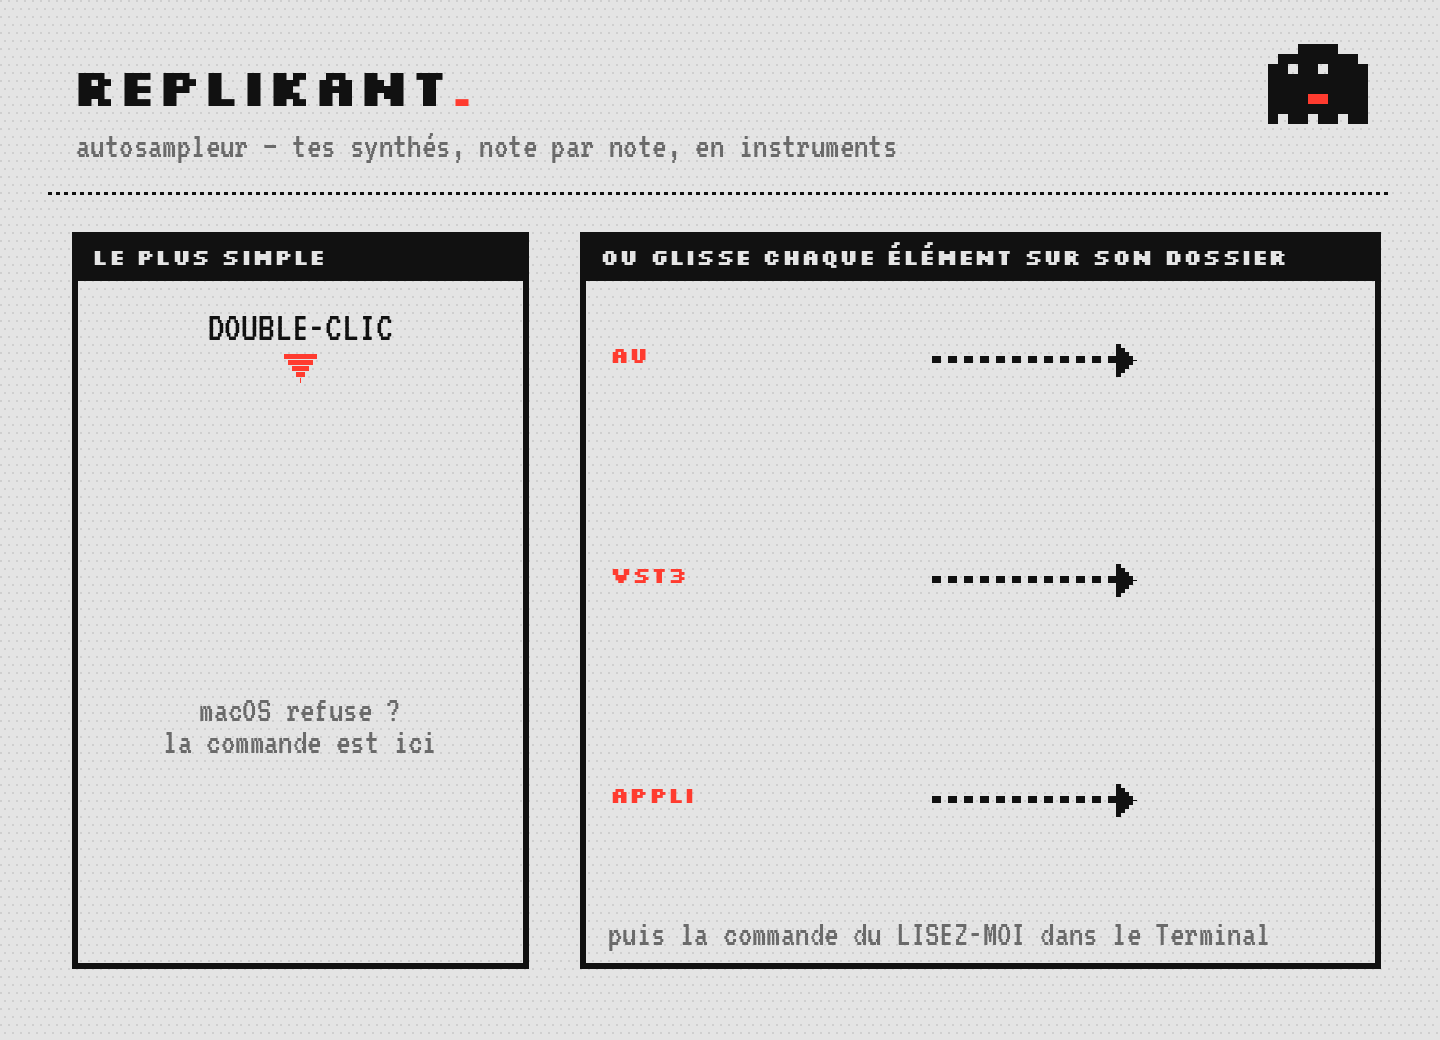 REPLIKANT.
autosampleur — tes synthés, note par note, en instruments
LE PLUS SIMPLE
DOUBLE-CLIC
macOS refuse ?
la commande est ici
OU GLISSE CHAQUE ÉLÉMENT SUR SON DOSSIER
AU
VST3
APPLI
puis la commande du LISEZ-MOI dans le Terminal